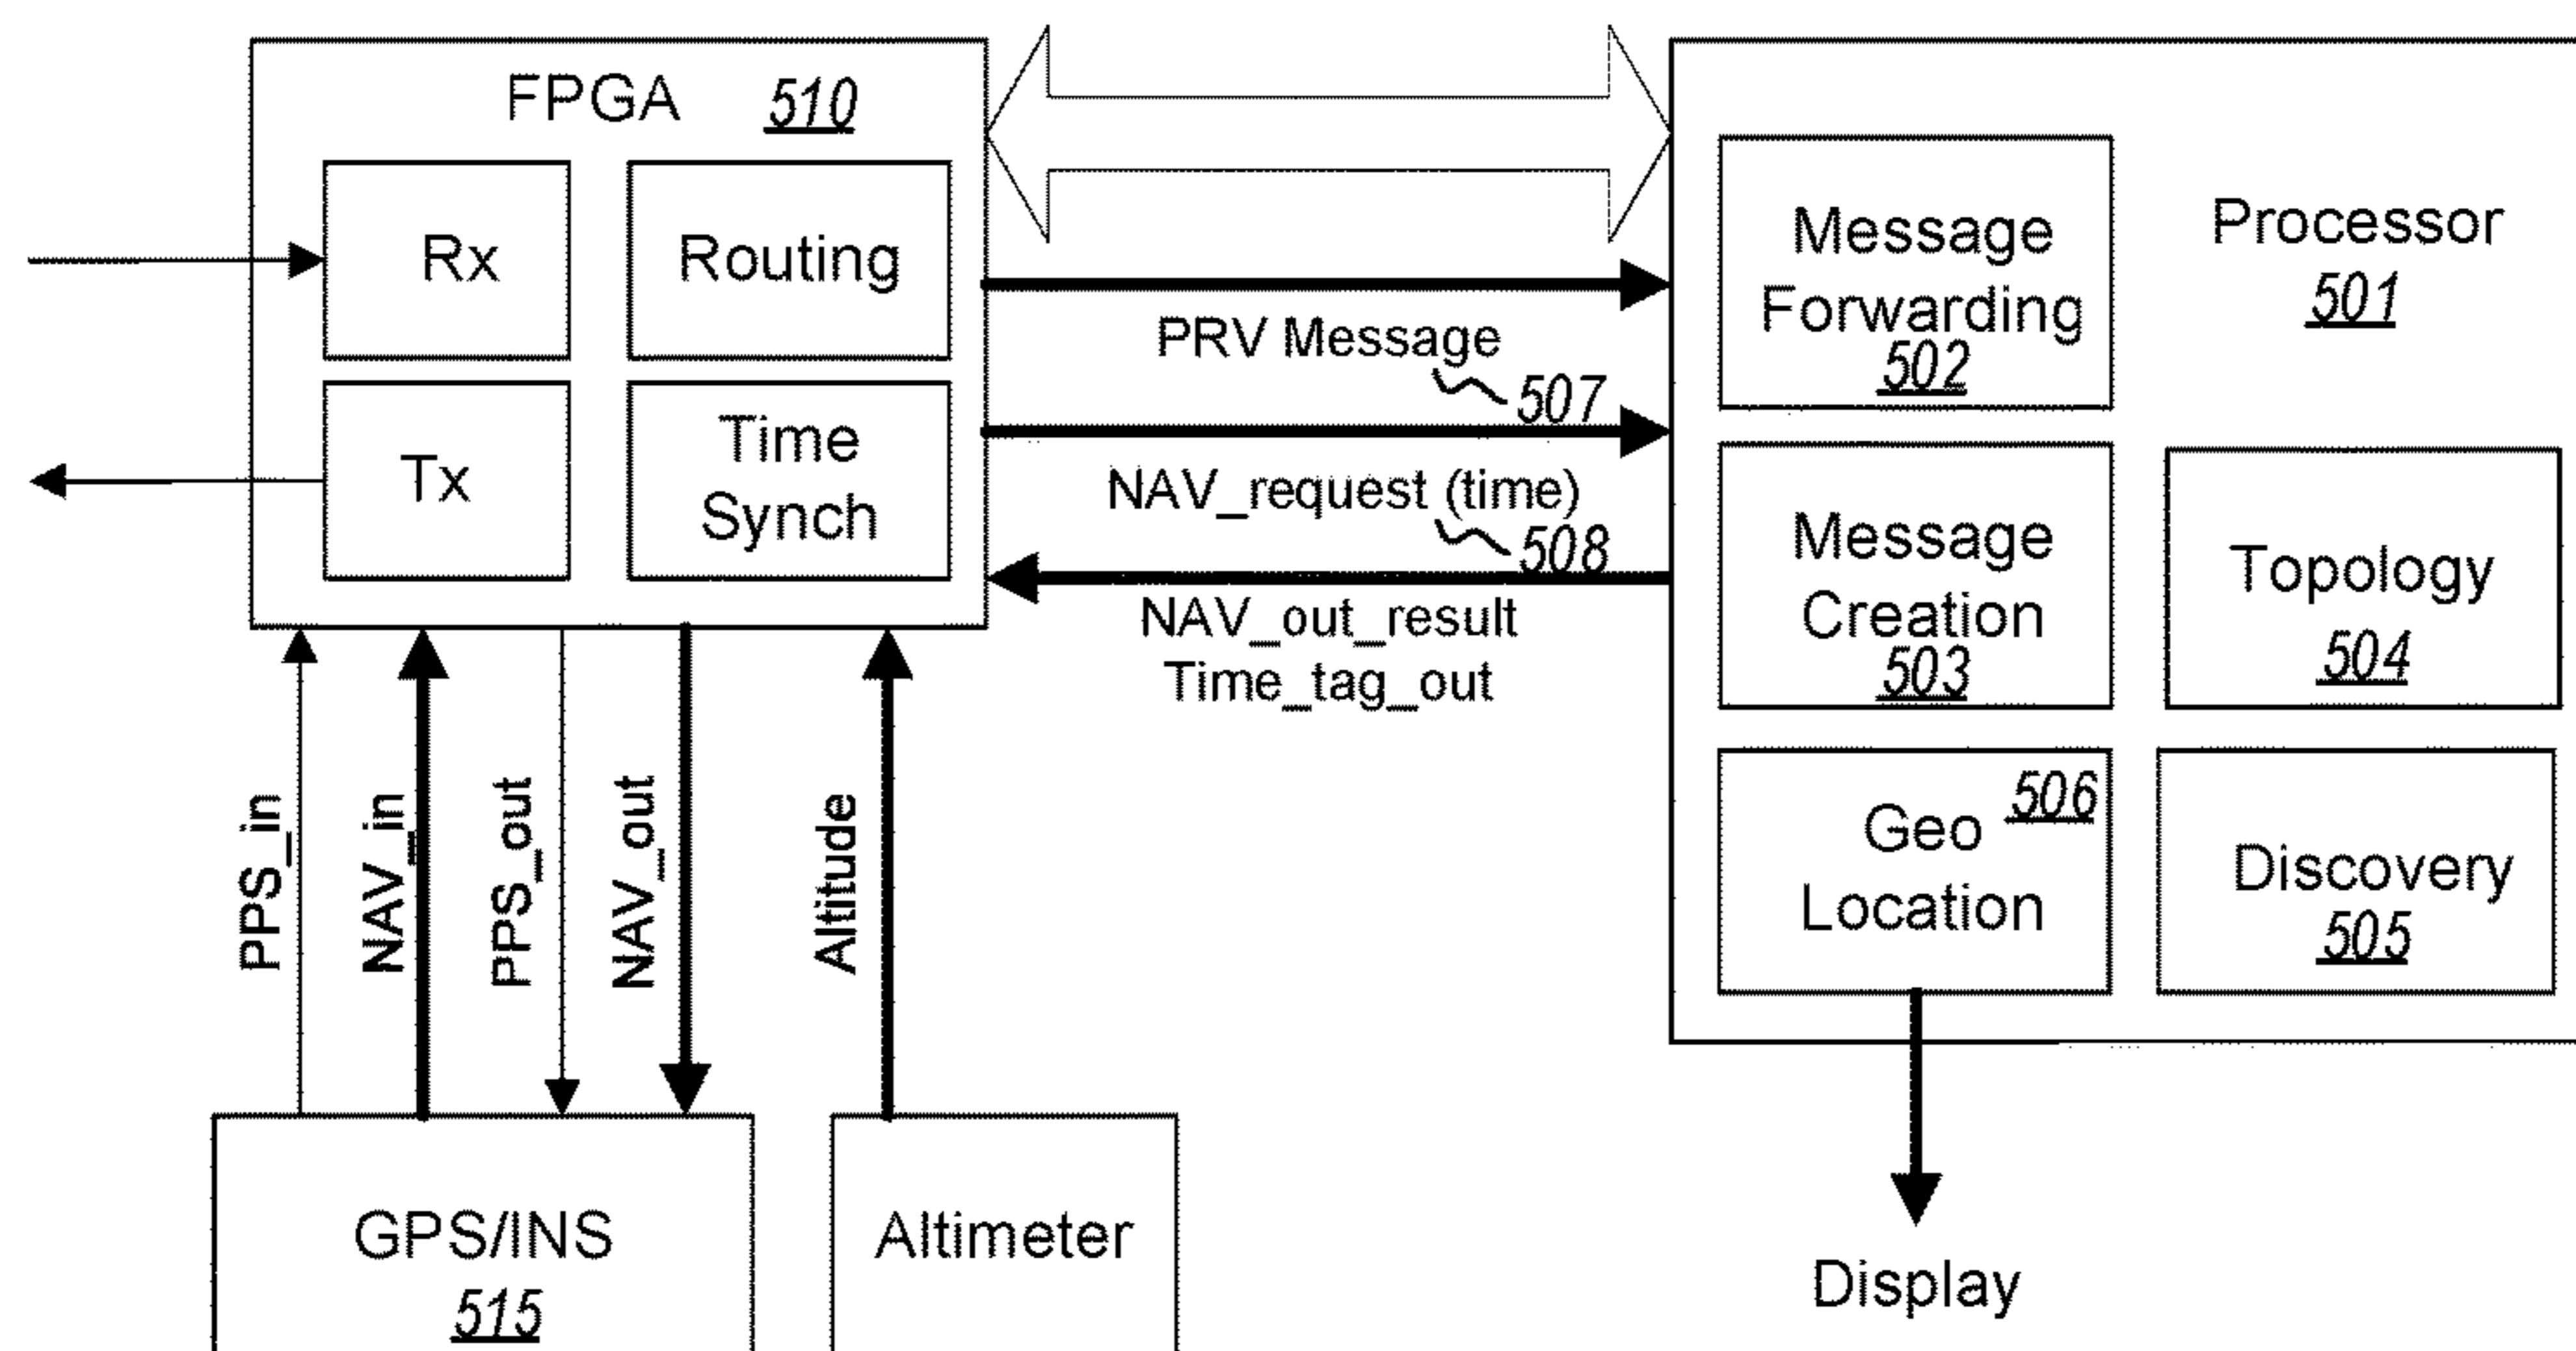 FPGA 510
Rx
Routing
Tx
Time
Synch
PRV Message
507
NAV_request (time)
508
NAV_out_result
Time_tag_out
Processor
501
Message
Forwarding
502
Message
Creation
503
Topology
504
Geo
Location
506
Discovery
505
PPS_in
NAV_in
PPS_out
NAV_out
Altitude
GPS/INS
515
Altimeter
Display